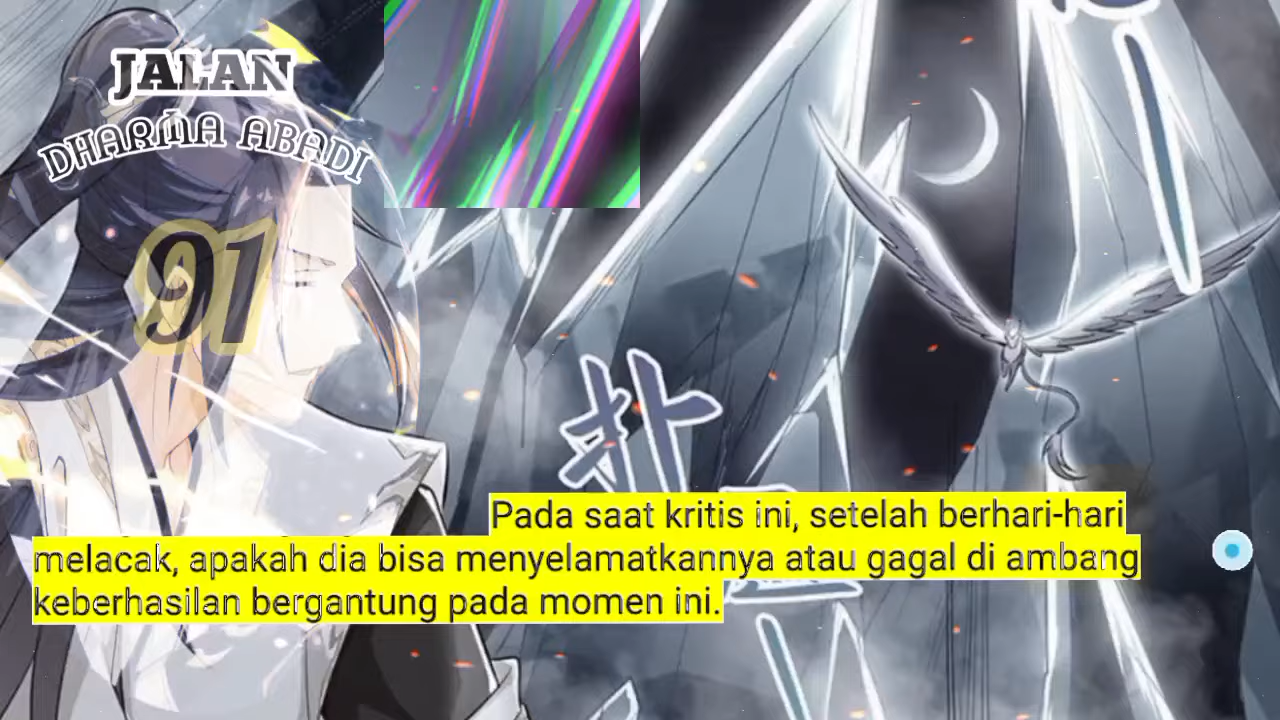 JALAN
DHARMA ABADI
91
扑
Pada saat kritis ini, setelah berhari-hari
melacak, apakah dia bisa menyelamatkannya atau gagal di ambang
keberhasilan bergantung pada momen ini.